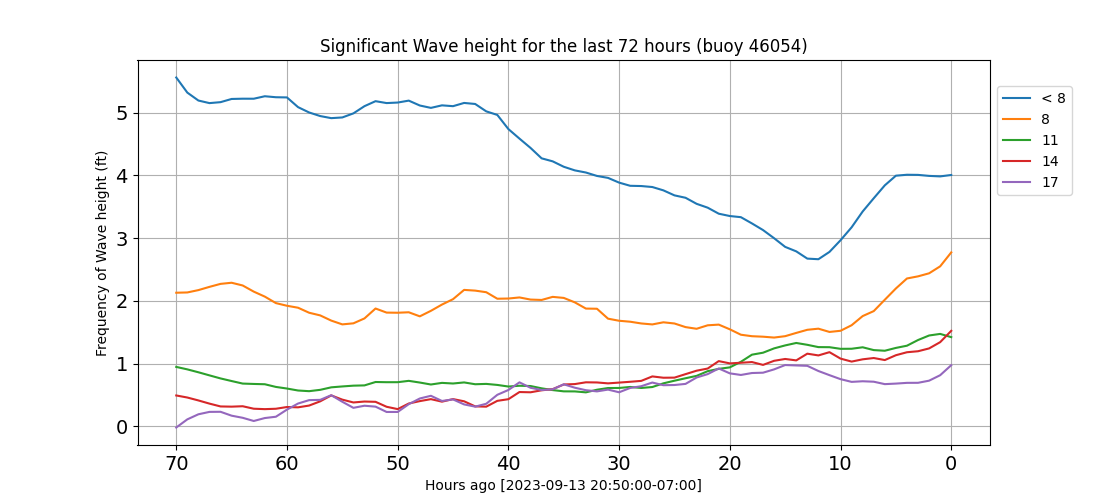 Significant Wave height for the last 72 hours (buoy 46054)
Frequency of Wave height (ft)
5
4
3
2
1
0
70 60 50 40 30 20 10 0
Hours ago [2023-09-13 20:50:00-07:00]
< 8
8
11
14
17